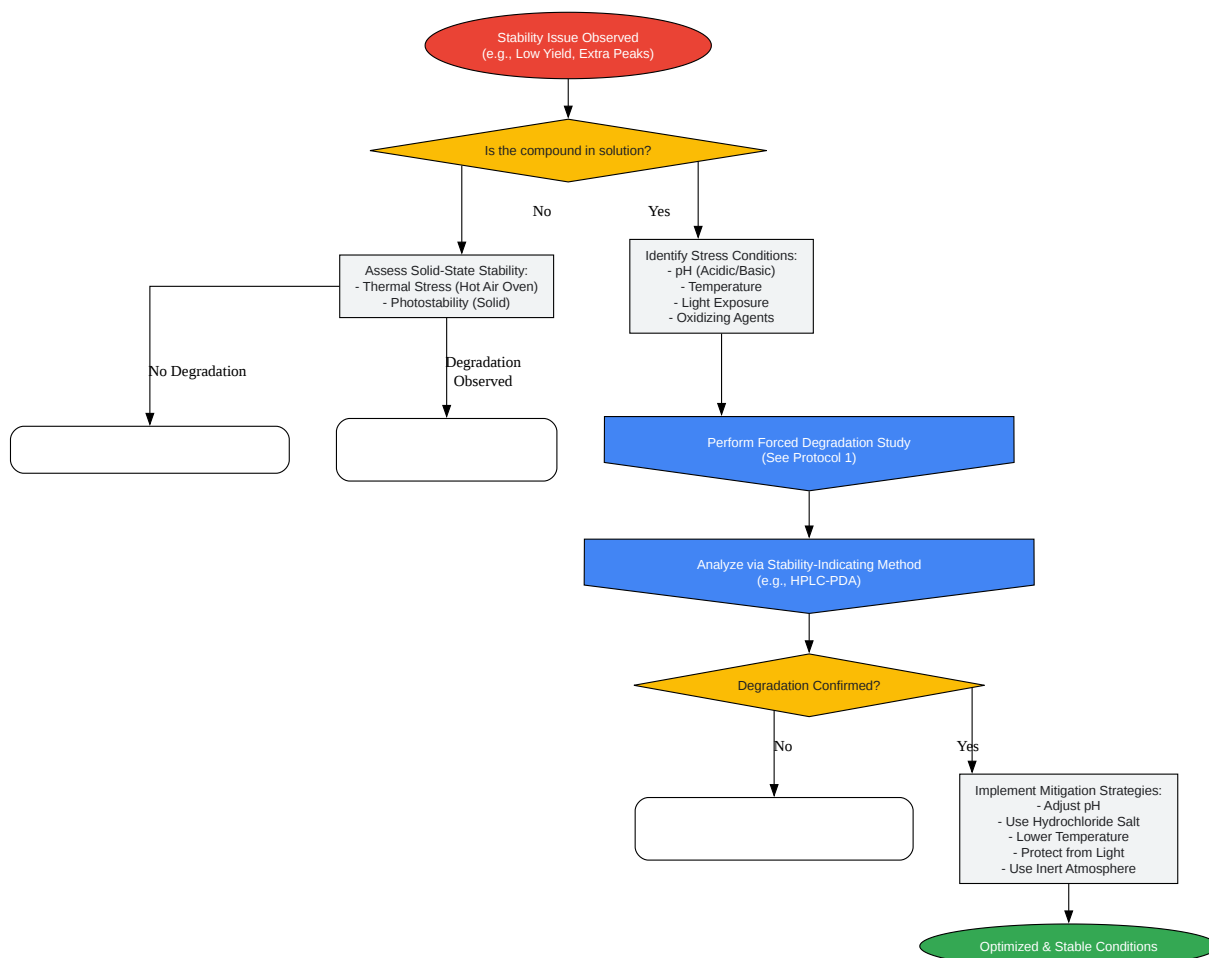 Stability Issue Observed
(e.g., Low Yield, Extra Peaks)
Is the compound in solution?
No
Yes
Assess Solid-State Stability:
- Thermal Stress (Hot Air Oven)
- Photostability (Solid)
Identify Stress Conditions:
- pH (Acidic/Basic)
- Temperature
- Light Exposure
- Oxidizing Agents
No Degradation
Degradation
Observed
Perform Forced Degradation Study
(See Protocol 1)
Analyze via Stability-Indicating Method
(e.g., HPLC-PDA)
Degradation Confirmed?
No
Yes
Implement Mitigation Strategies:
- Adjust pH
- Use Hydrochloride Salt
- Lower Temperature
- Protect from Light
- Use Inert Atmosphere
Optimized & Stable Conditions